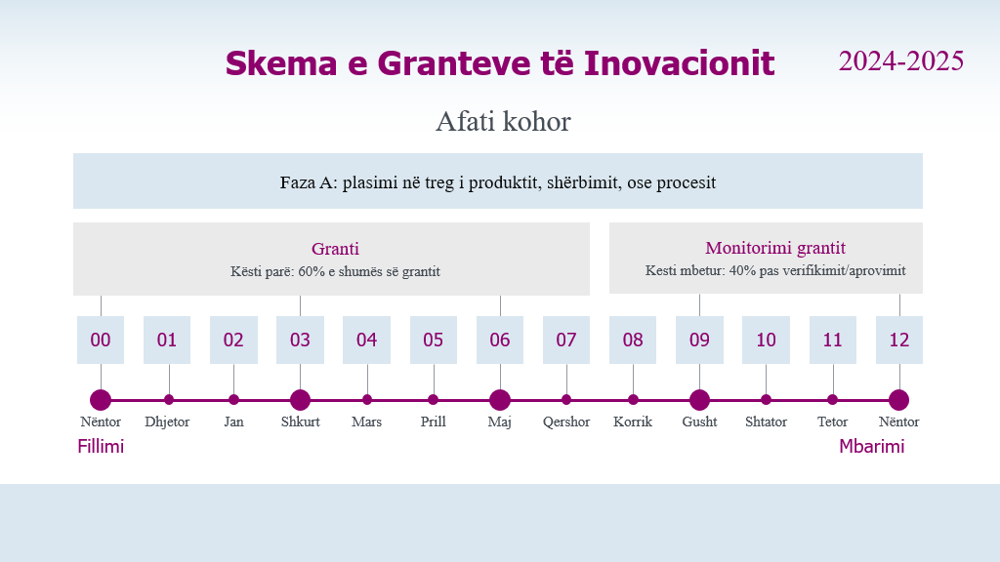 Skema e Granteve të Inovacionit
2024-2025
Afati kohor
Faza A: plasimi në treg i produktit, shërbimit, ose procesit
Granti
Kësti parë: 60% e shumës së grantit
Monitorimi grantit
Kesti mbetur: 40% pas verifikimit/aprovimit
00 01 02 03 04 05 06 07 08 09 10 11 12
Nëntor Dhjetor Jan Shkurt Mars Prill Maj Qershor Korrik Gusht Shtator Tetor Nëntor
Fillimi Mbarimi